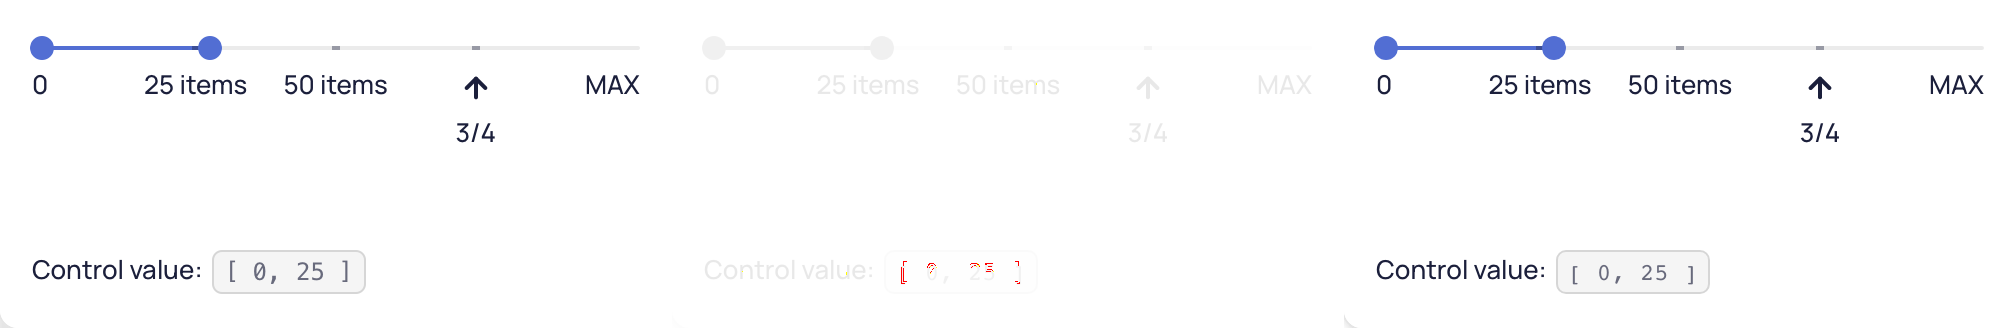 0 25 items 50 items MAX
3/4
Control value: [ 0, 25 ]
0 25 items 50 items MAX
3/4
Control value: [ 0, 25 ]
0 25 items 50 items MAX
3/4
Control value: [ 0, 25 ]